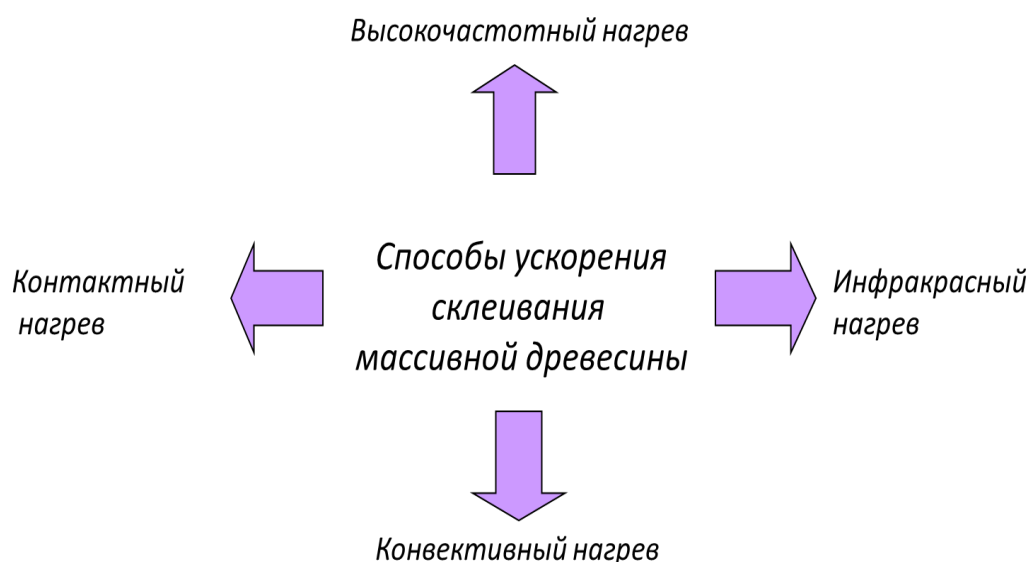 Высокочастотный нагрев
Контактный
нагрев
Способы ускорения
склеивания
массивной древесины
Инфракрасный
нагрев
Конвективный нагрев